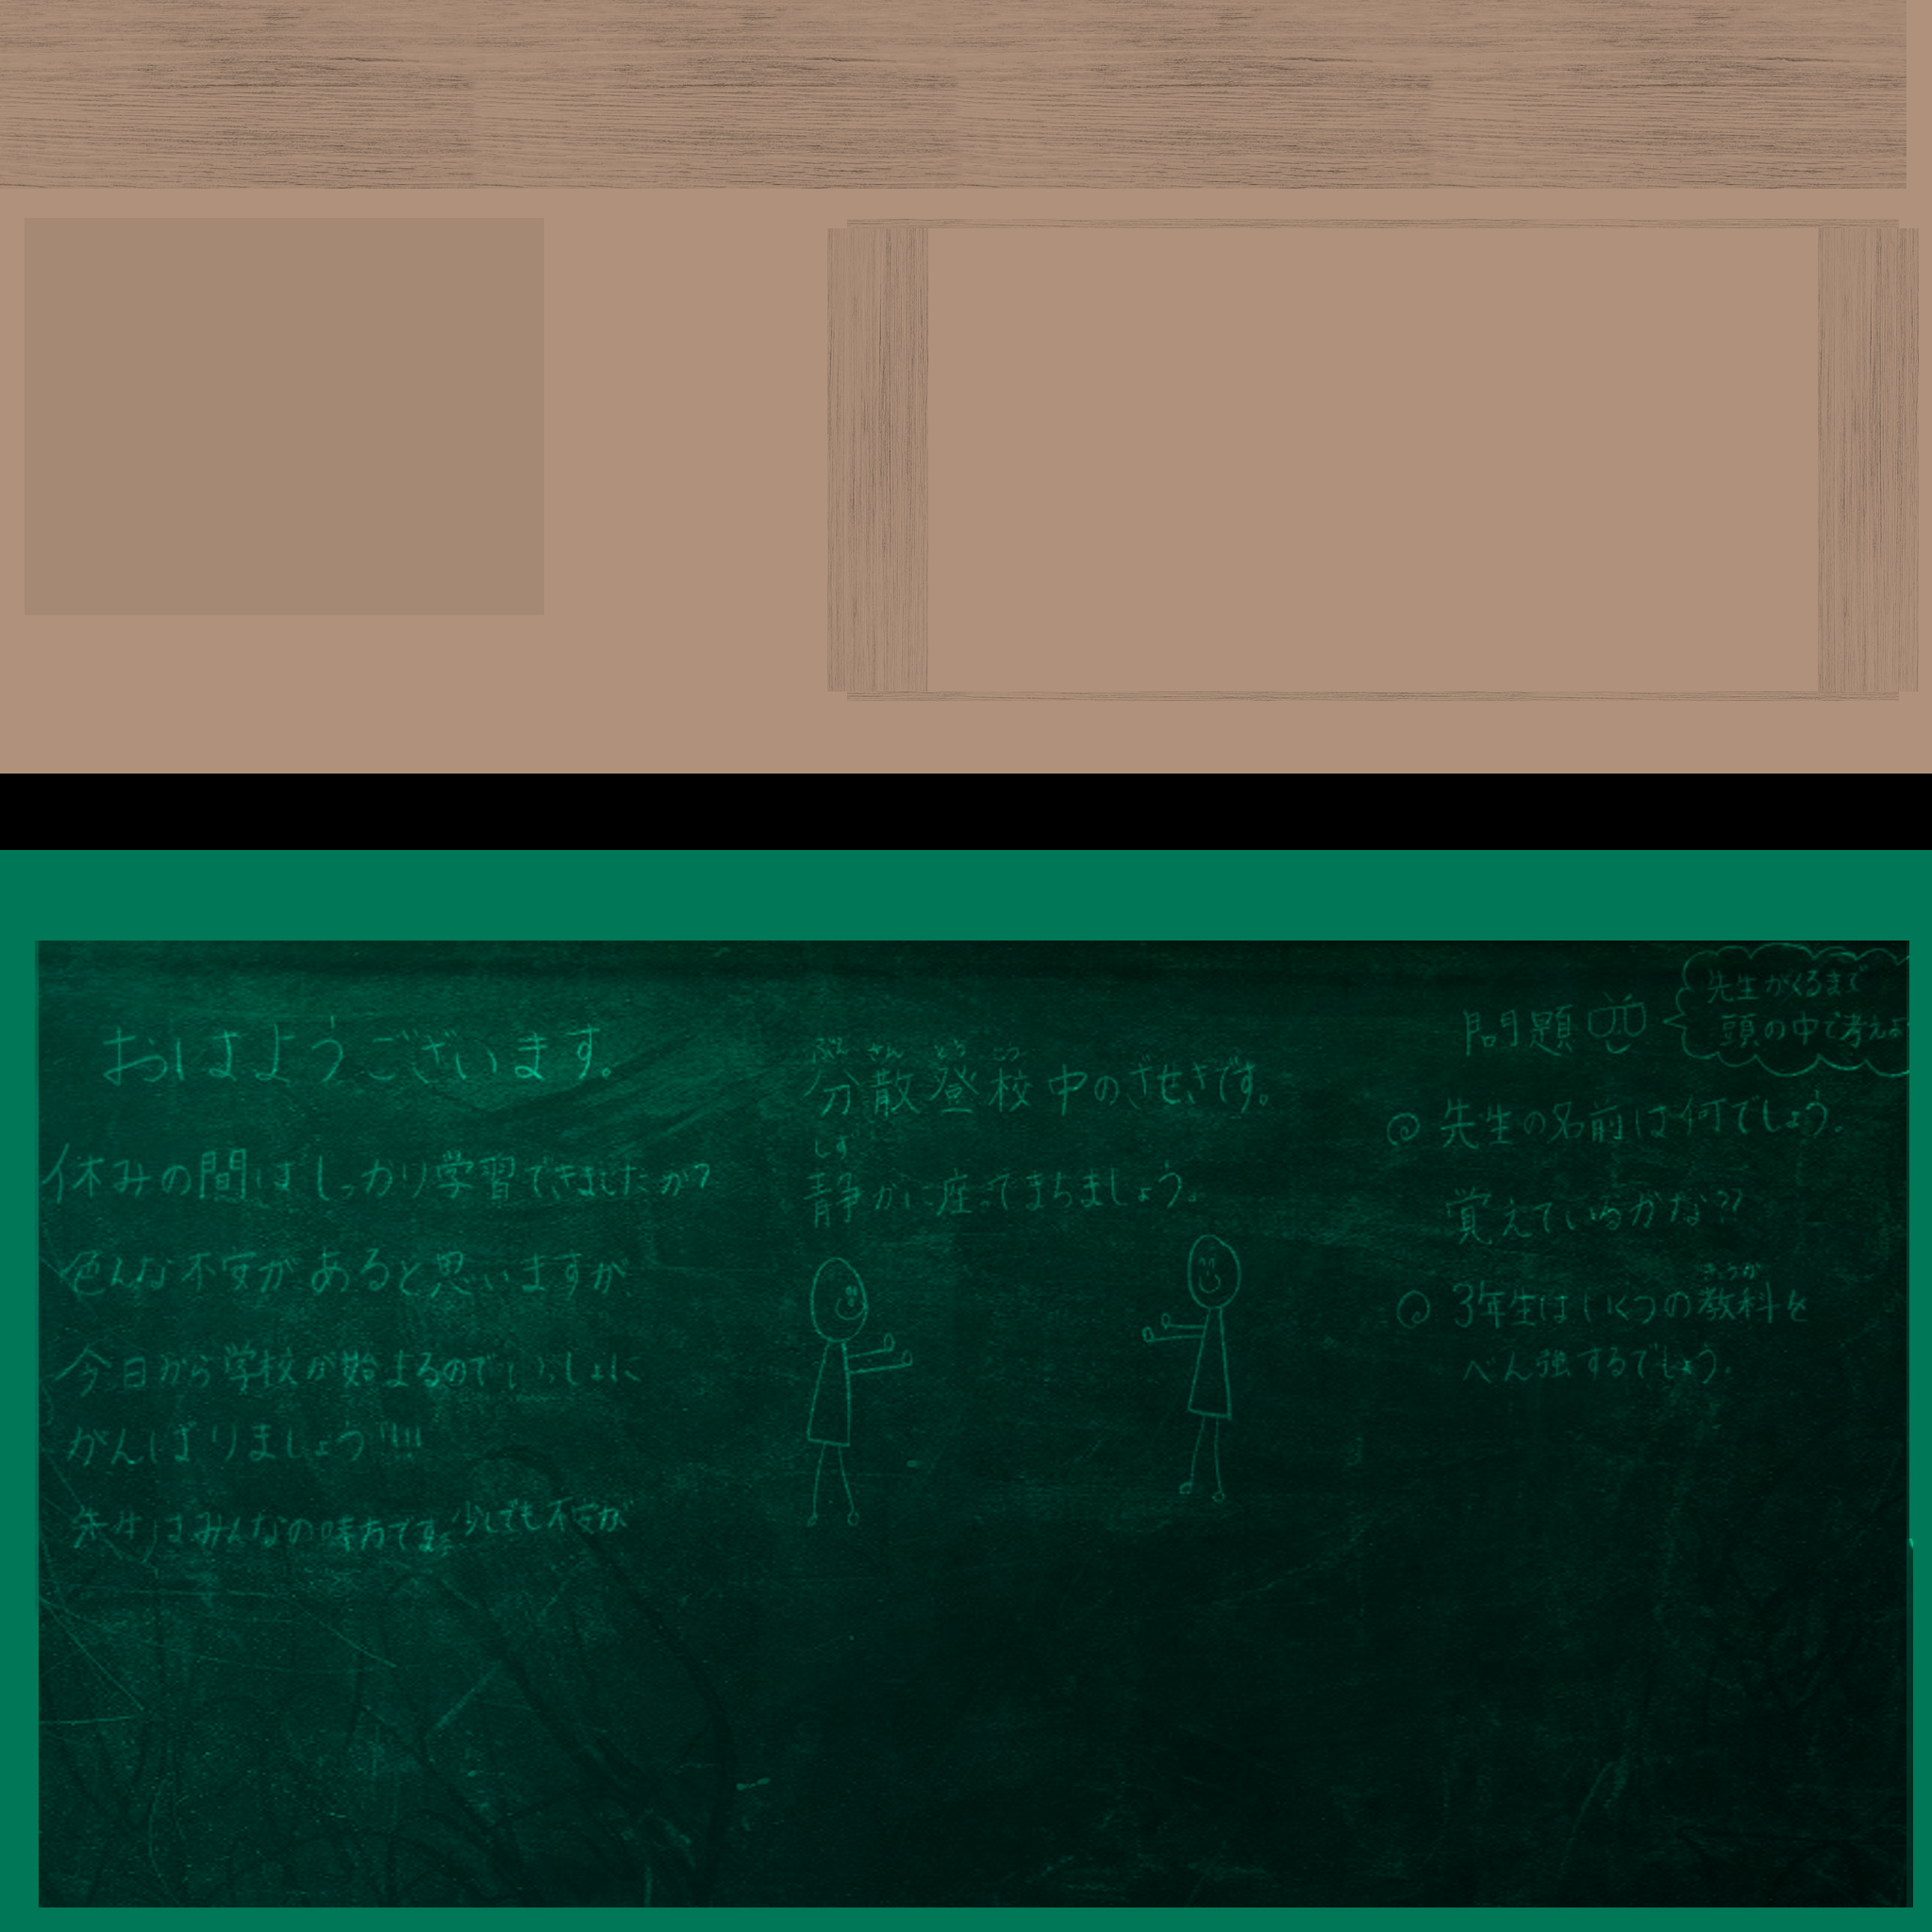 おはようございます。
休みの間はしっかり学習できましたか?
色んな不安があると思いますが
今日から学校が始まるのでいっしょに
がんばりましょう!!!!
先生はみんなの味方です。少しでも不安が
ぶん さん とう こう
分散登校中のざせきです。
しず
静かに座ってまちましょう。
問題
先生がくるまで
頭の中で考えよ
先生の名前は何でしょう。
覚えているかな??
きょうか
3年生はいくつの教科を
べん強するでしょう。